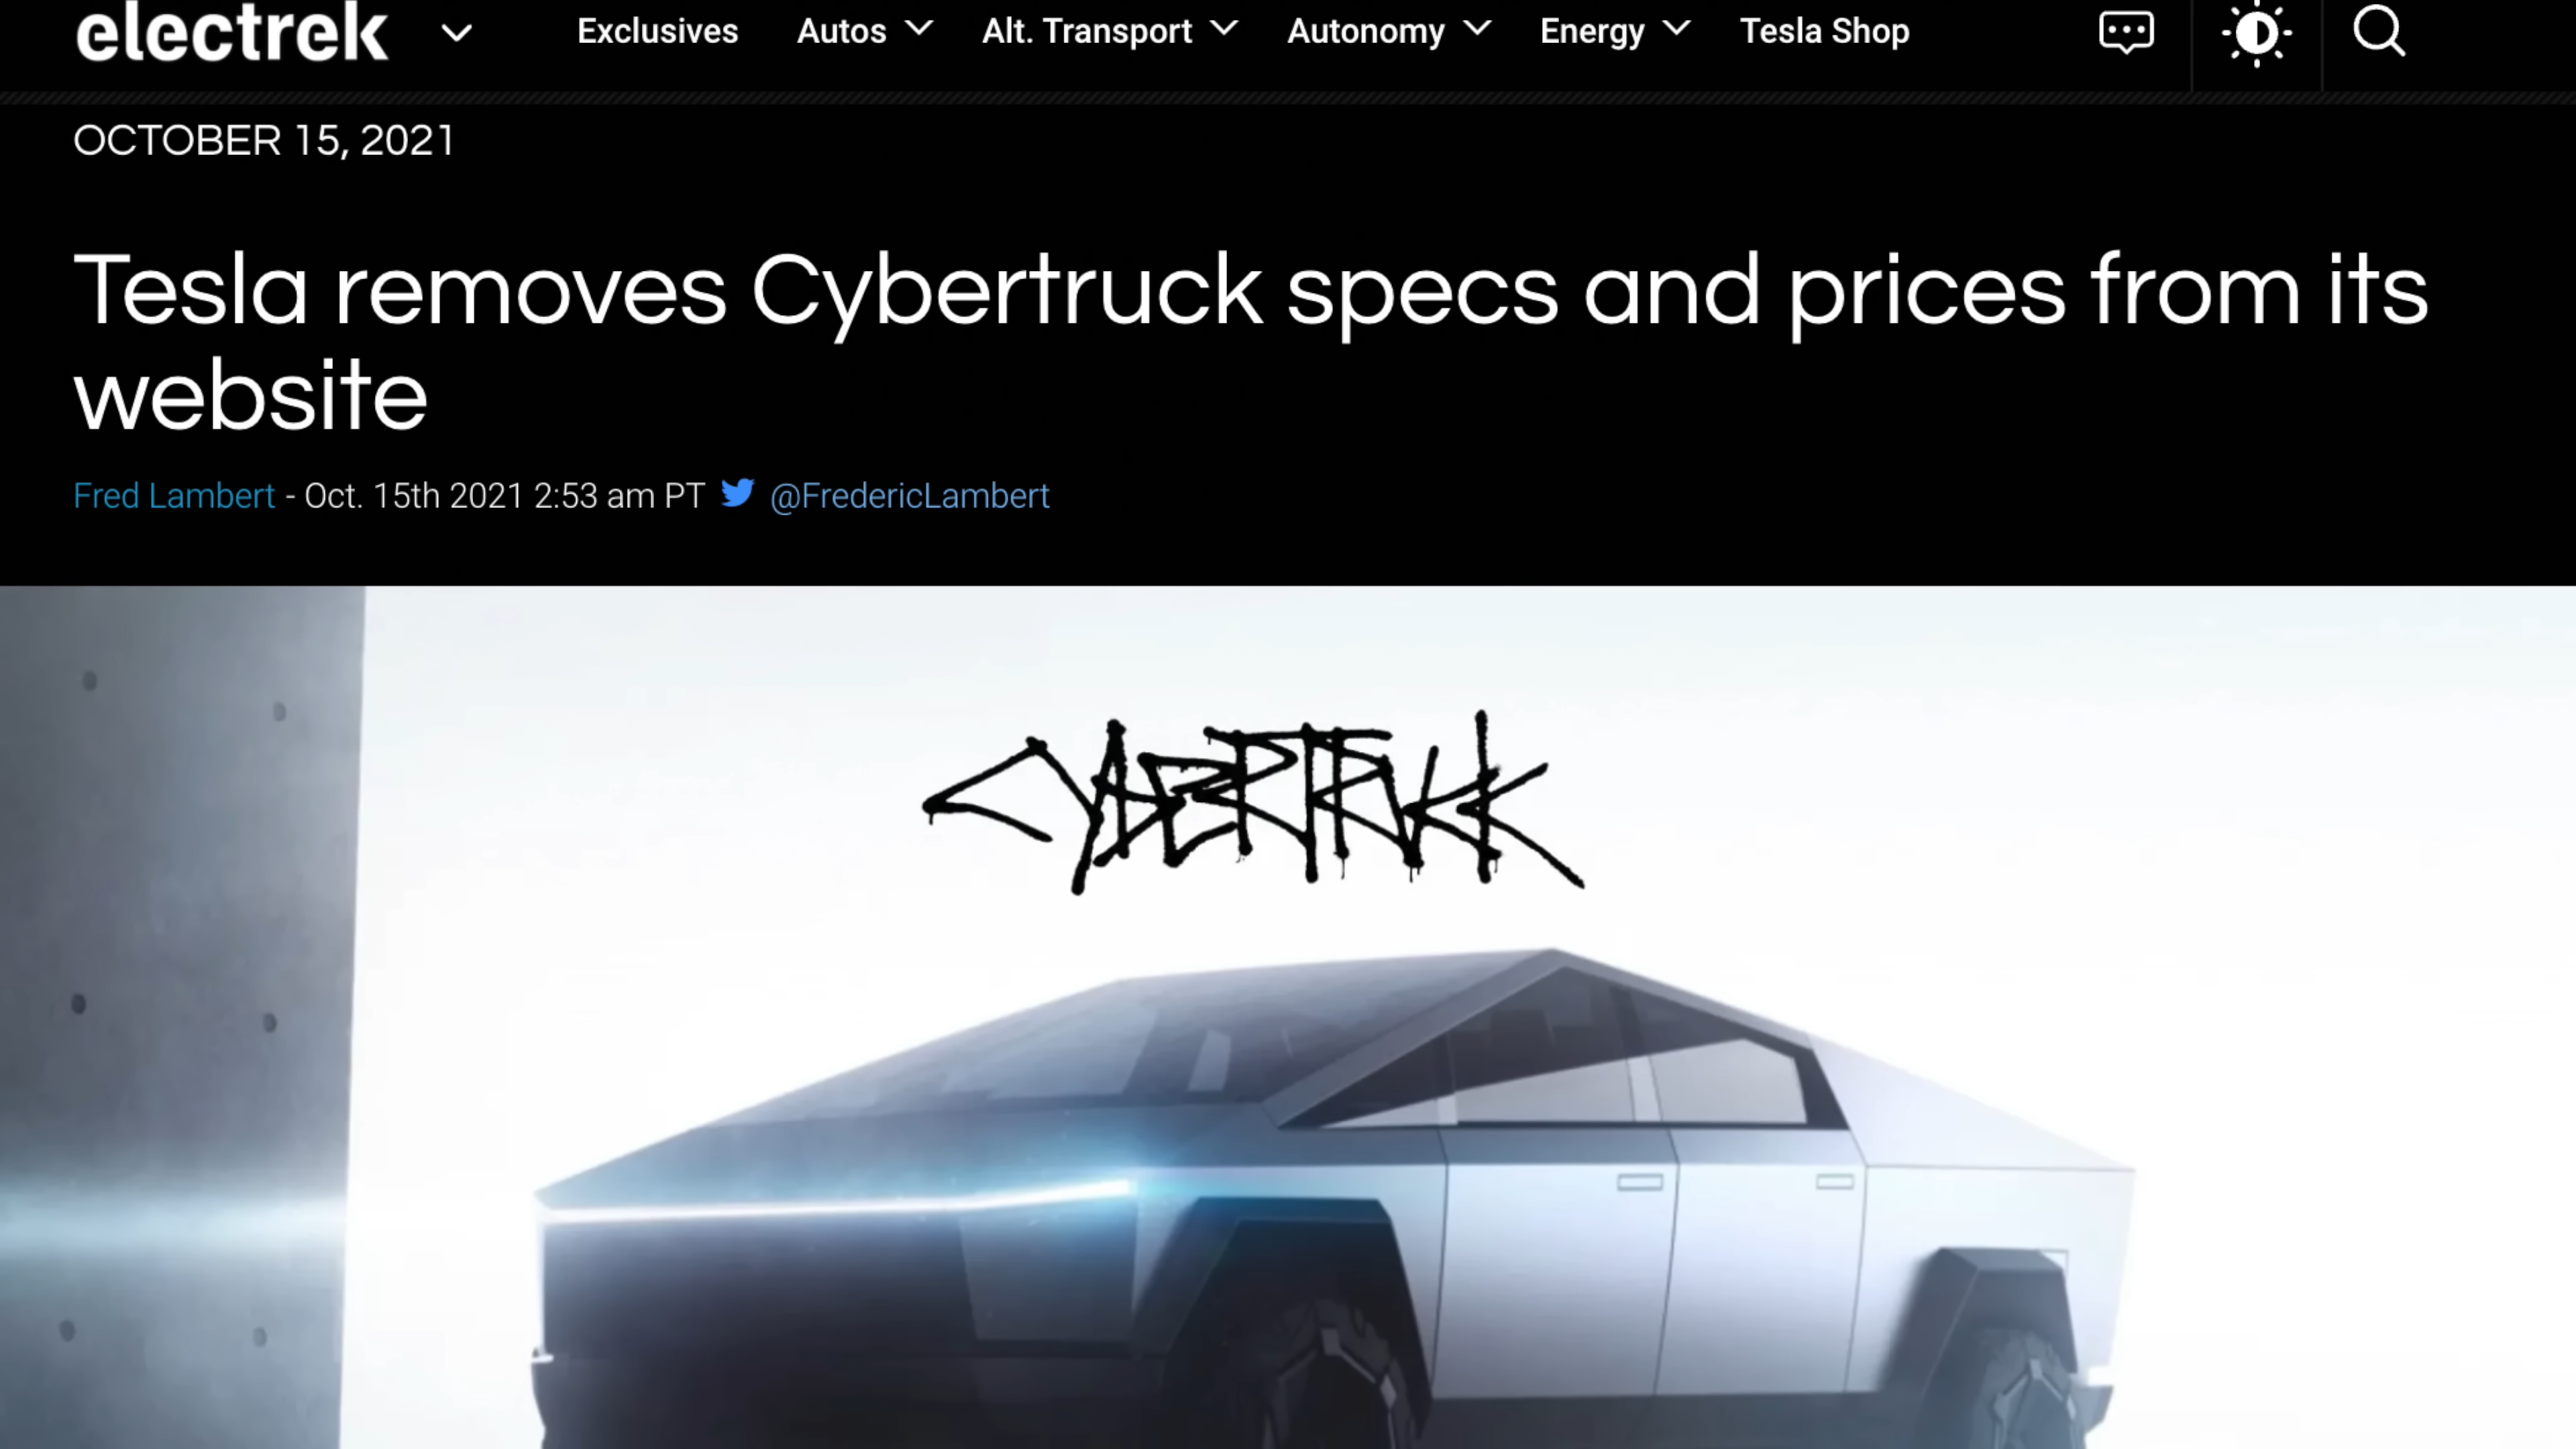 electrek
Exclusives Autos Alt. Transport Autonomy Energy Tesla Shop
OCTOBER 15, 2021
Tesla removes Cybertruck specs and prices from its
website
Fred Lambert - Oct. 15th 2021 2:53 am PT @FredericLambert
CYBERTRUCK